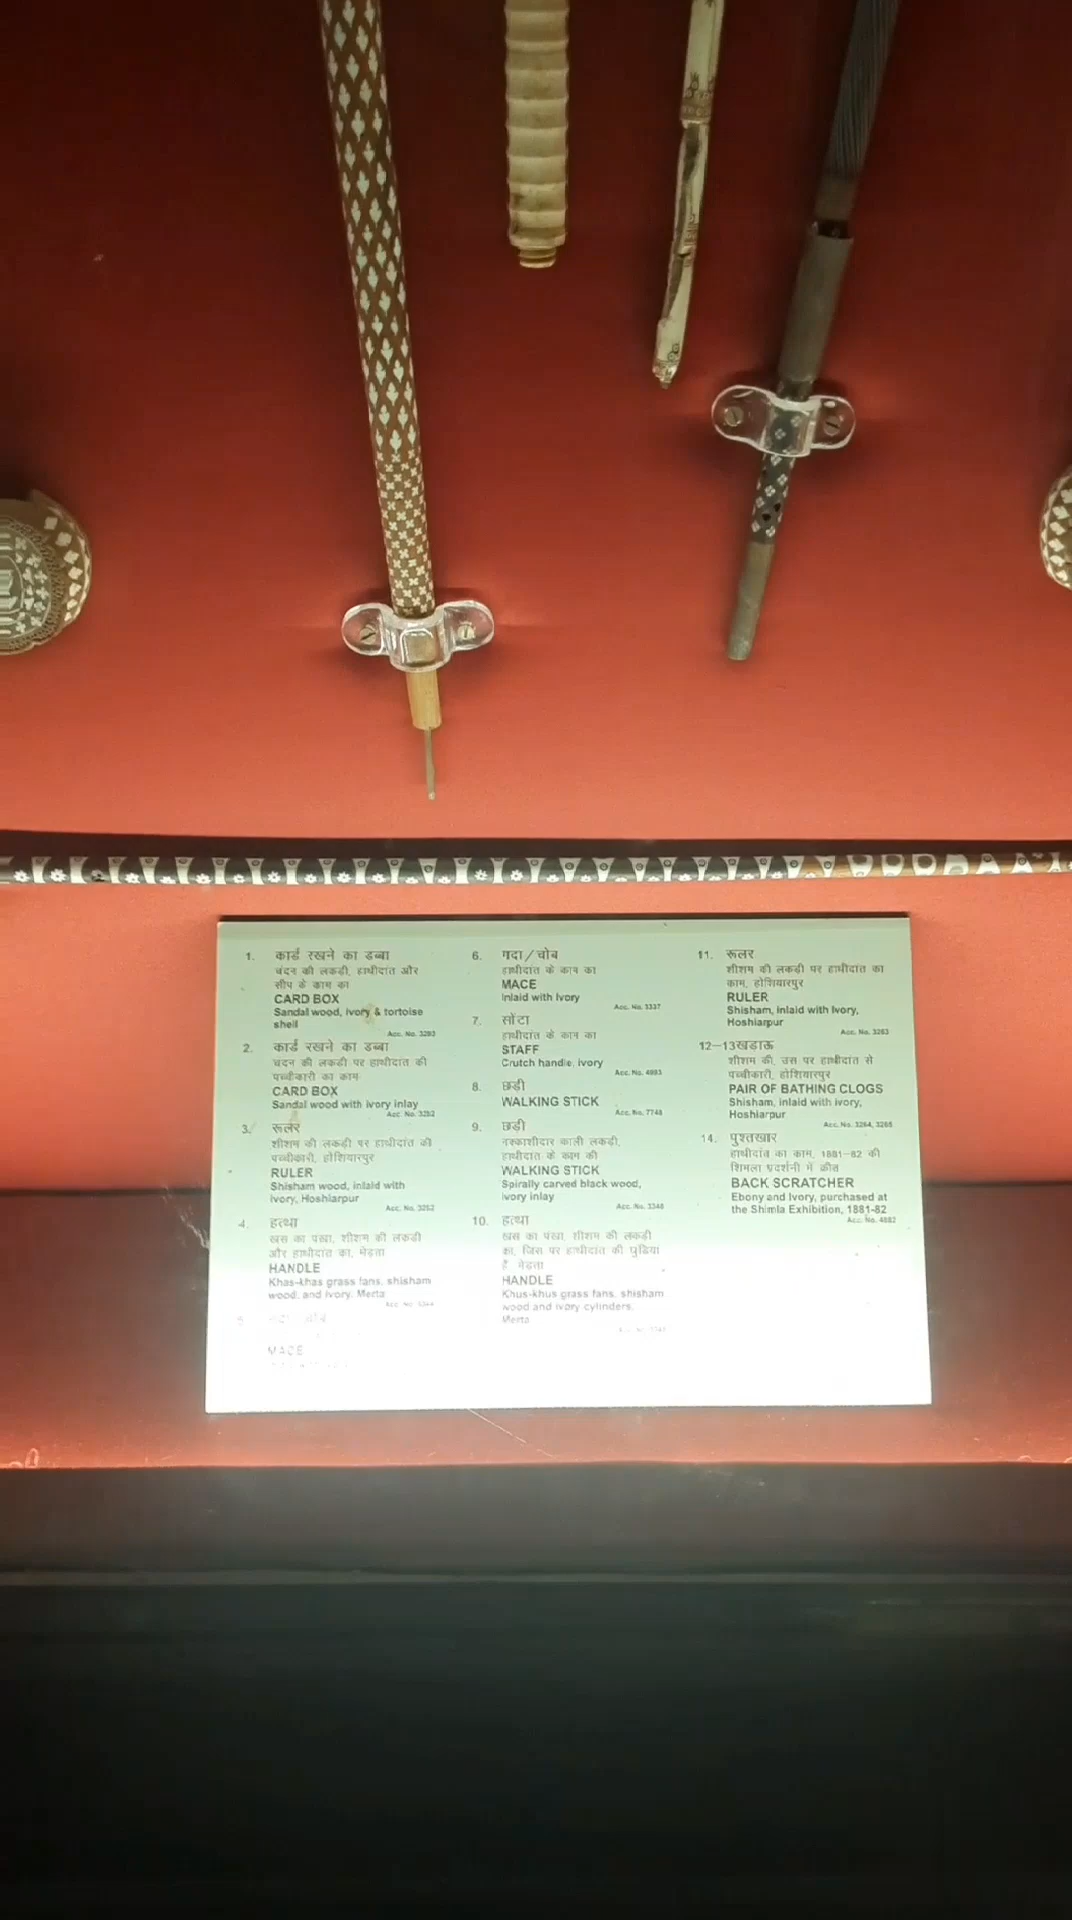 1. कार्ड रखने का डब्बा
चंदन की लकड़ी, हाथीदांत और
सीप के काम का
CARD BOX
Sandal wood, ivory & tortoise
shell
Acc. No. 3293
2. कार्ड रखने का डब्बा
चंदन की लकड़ी पर हाथीदांत की
पच्चीकारी का काम
CARD BOX
Sandal wood with ivory inlay
Acc. No. 3292
3. रूलर
शीशम की लकड़ी पर हाथीदांत की
पच्चीकारी, होशियारपुर
RULER
Shisham wood, inlaid with
ivory, Hoshiarpur
Acc. No. 3252
4. हत्था
खस का पंखा, शीशम की लकड़ी
और हाथीदांत का, मेड़ता
HANDLE
Khas-khas grass fans, shisham
wood, and ivory, Merta
Acc. No.
5.
MACE
6. गदा/चोब
हाथीदांत के काम का
MACE
Inlaid with Ivory
Acc. No. 3337
7. सोंटा
हाथीदांत के काम का
STAFF
Crutch handle, ivory
Acc. No. 4893
8. छड़ी
WALKING STICK
Acc. No. 7748
9. छड़ी
नक्काशीदार काली लकड़ी,
हाथीदांत के काम की
WALKING STICK
Spirally carved black wood,
ivory inlay
Acc. No. 3348
10. हत्था
खस का पंखा, शीशम की लकड़ी
का, जिस पर हाथीदांत की
हैं मेड़ता
HANDLE
Khus-khus grass fans, shisham
wood and ivory cylinders,
Merta
11. रूलर
शीशम की लकड़ी पर हाथीदांत का
काम, होशियारपुर
RULER
Shisham, inlaid with ivory,
Hoshiarpur
Acc. No. 3253
12–13खड़ाऊ
शीशम की, उस पर हाथीदांत से
पच्चीकारी, होशियारपुर
PAIR OF BATHING CLOGS
Shisham, inlaid with ivory,
Hoshiarpur
Acc. No. 3264, 3265
14. पुश्तखार
हाथीदांत का काम, 1881–82 की
शिमला प्रदर्शनी में क्रीत
BACK SCRATCHER
Ebony and Ivory, purchased at
the Shimla Exhibition, 1881-82
Acc. No. 4882